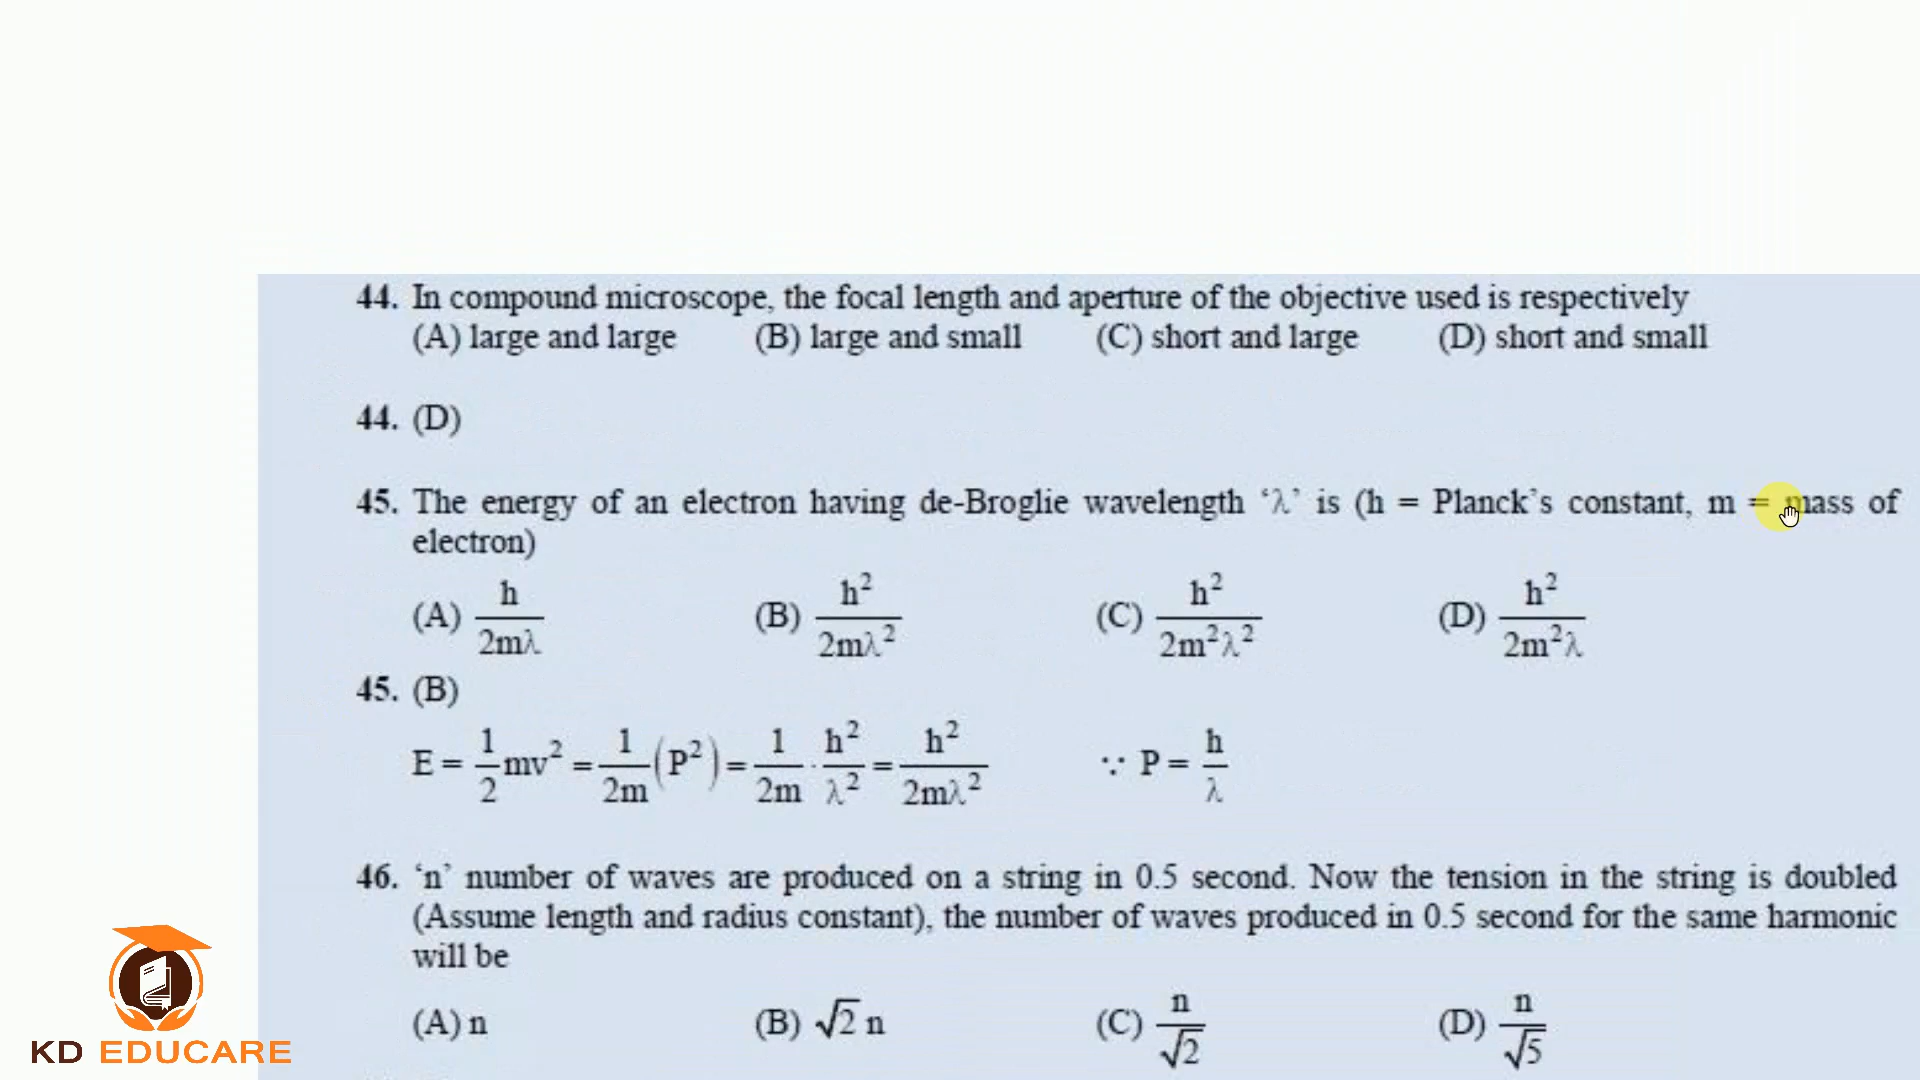 44. In compound microscope, the focal length and aperture of the objective used is respectively
(A) large and large (B) large and small (C) short and large (D) short and small
44. (D)
45. The energy of an electron having de-Broglie wavelength ‘λ’ is (h = Planck’s constant, m = mass of
electron)
(A) h/2mλ (B) h²/2mλ² (C) h²/2m²λ² (D) h²/2m²λ
45. (B)
E = 1/2 mv² = 1/2m (P²) = 1/2m · h²/λ² = h²/2mλ² ∵ P = h/λ
46. ‘n’ number of waves are produced on a string in 0.5 second. Now the tension in the string is doubled
(Assume length and radius constant), the number of waves produced in 0.5 second for the same harmonic
will be
(A) n (B) √2 n (C) n/√2 (D) n/√5
KD EDUCARE